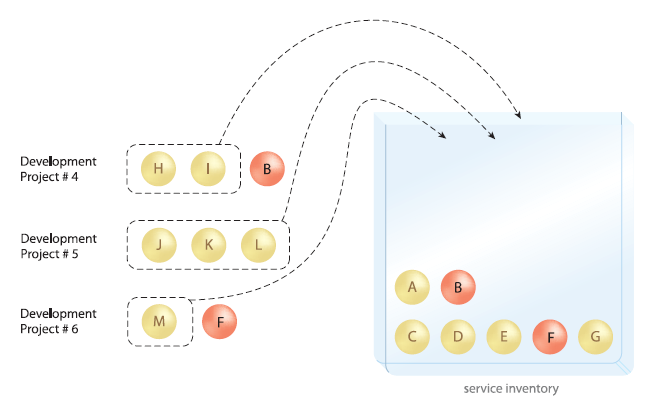 Development
Project # 4
H I B
Development
Project # 5
J K L
Development
Project # 6
M F
A B
C D E F G
service inventory